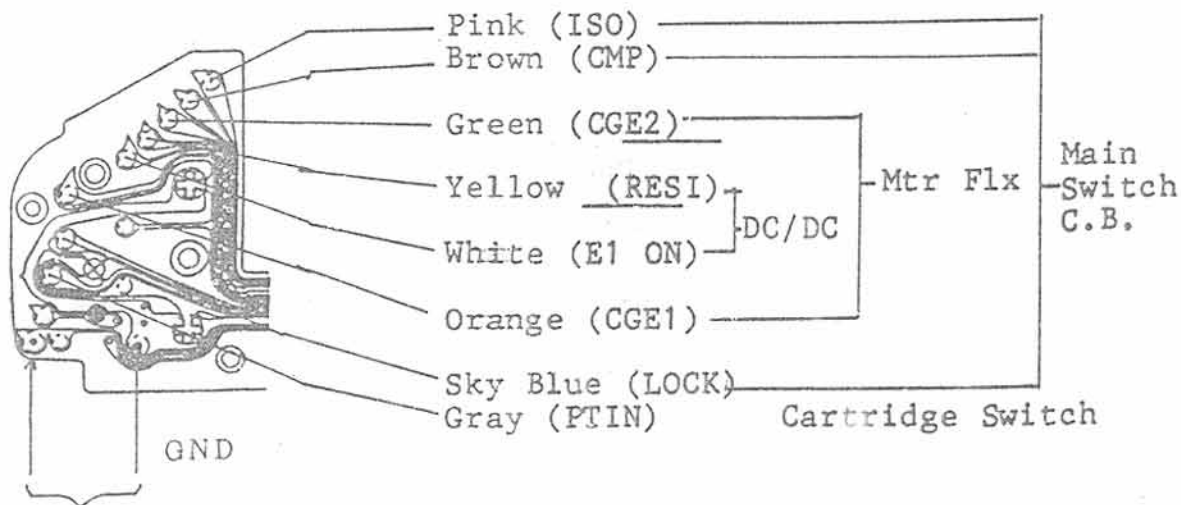 Pink (ISO)
Brown (CMP)
Green (CGE2)
Yellow (RESI)
White (E1 ON)
DC/DC
Orange (CGE1)
Mtr Flx
Main
Switch
C.B.
Sky Blue (LOCK)
Gray (PTIN)
Cartridge Switch
GND